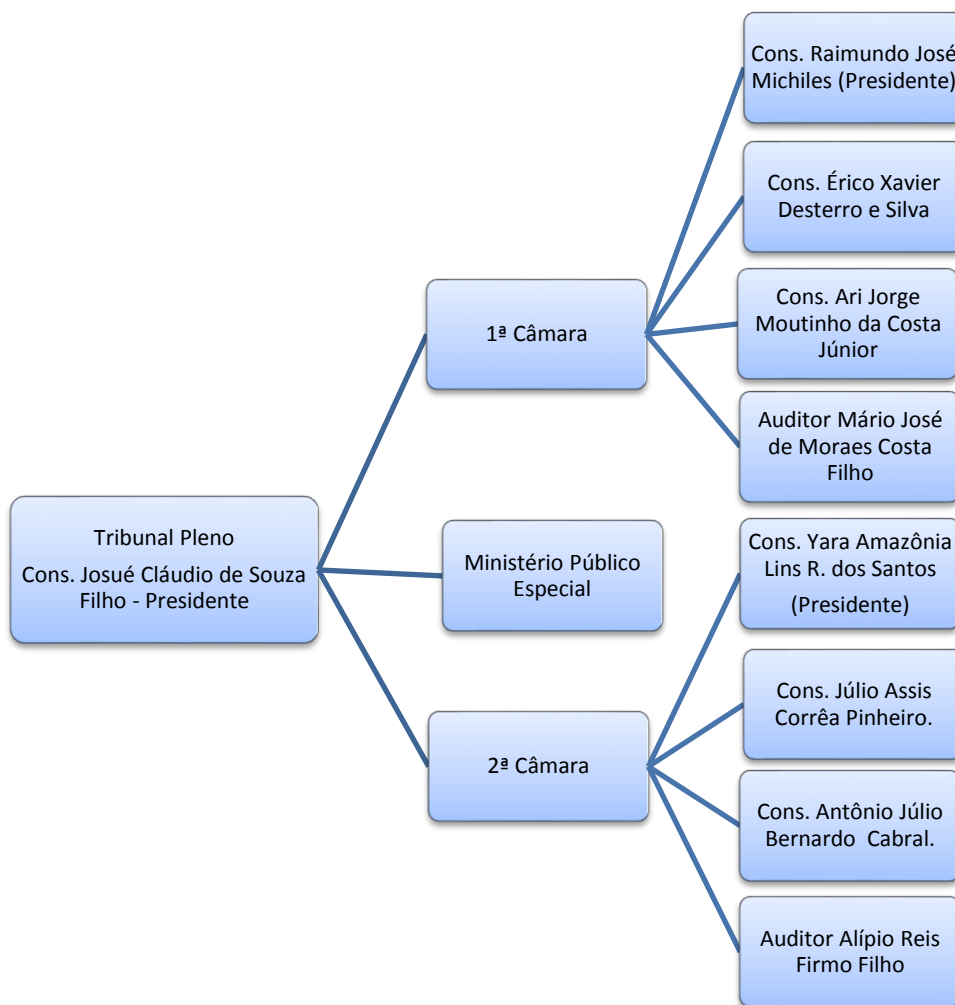 Tribunal Pleno
Cons. Josué Cláudio de Souza
Filho - Presidente
1ª Câmara
Cons. Raimundo José
Michiles (Presidente)
Cons. Érico Xavier
Desterro e Silva
Cons. Ari Jorge
Moutinho da Costa
Júnior
Auditor Mário José
de Moraes Costa
Filho
Ministério Público
Especial
2ª Câmara
Cons. Yara Amazônia
Lins R. dos Santos
(Presidente)
Cons. Júlio Assis
Corrêa Pinheiro.
Cons. Antônio Júlio
Bernardo  Cabral.
Auditor Alípio Reis
Firmo Filho